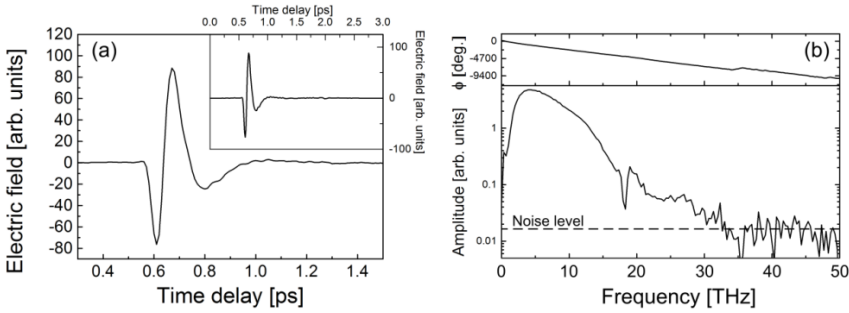 Time delay [ps]
0.0 0.5 1.0 1.5 2.0 2.5 3.0
(a)
120
100
80
60
40
20
0
-20
-40
-60
-80
Electric field [arb. units]
100
0
-100
Electric field [arb. units]
0.4 0.6 0.8 1.0 1.2 1.4
Time delay [ps]
(b)
0
-4700
-9400
ϕ [deg.]
1
0.1
0.01
Amplitude [arb. units]
Noise level
0 10 20 30 40 50
Frequency [THz]